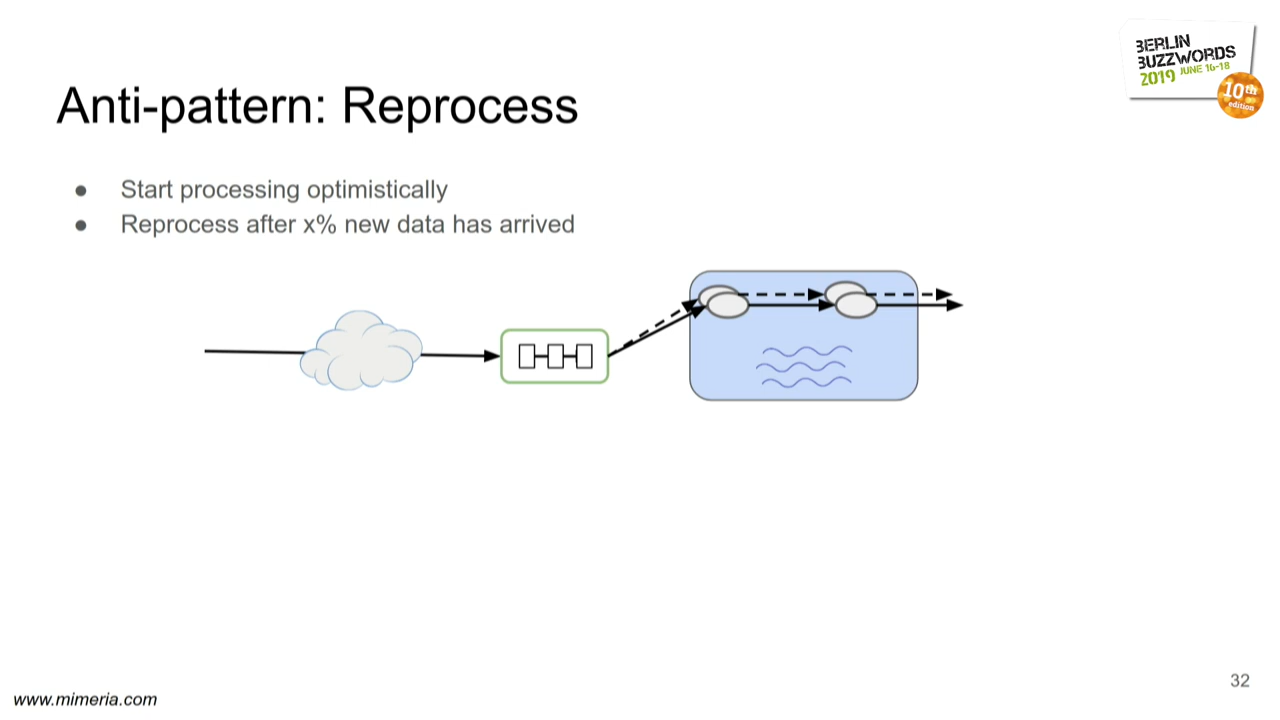 BERLIN
BUZZWORDS
2019 JUNE 16-18
10th
edition
Anti-pattern: Reprocess
● Start processing optimistically
● Reprocess after x% new data has arrived
32
www.mimeria.com